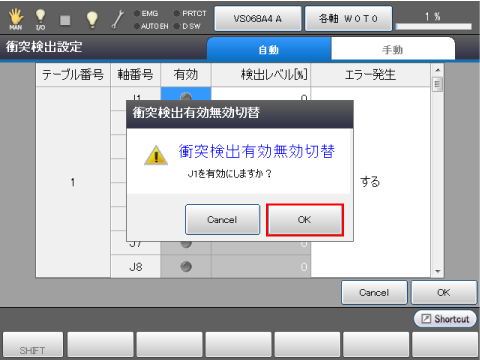 MAN
I/O
EMG
AUTO
PRTCT
EH D SW
VS068A4 A
各軸 W 0 T 0
1 %
衝突検出設定
自動
手動
テーブル番号
軸番号
有効
検出レベル[%]
エラー発生
J1
0
衝突検出有効無効切替
衝突検出有効無効切替
J1を有効にしますか？
1
する
Cancel
OK
J7
0
J8
0
Cancel
OK
Shortcut
SHIFT